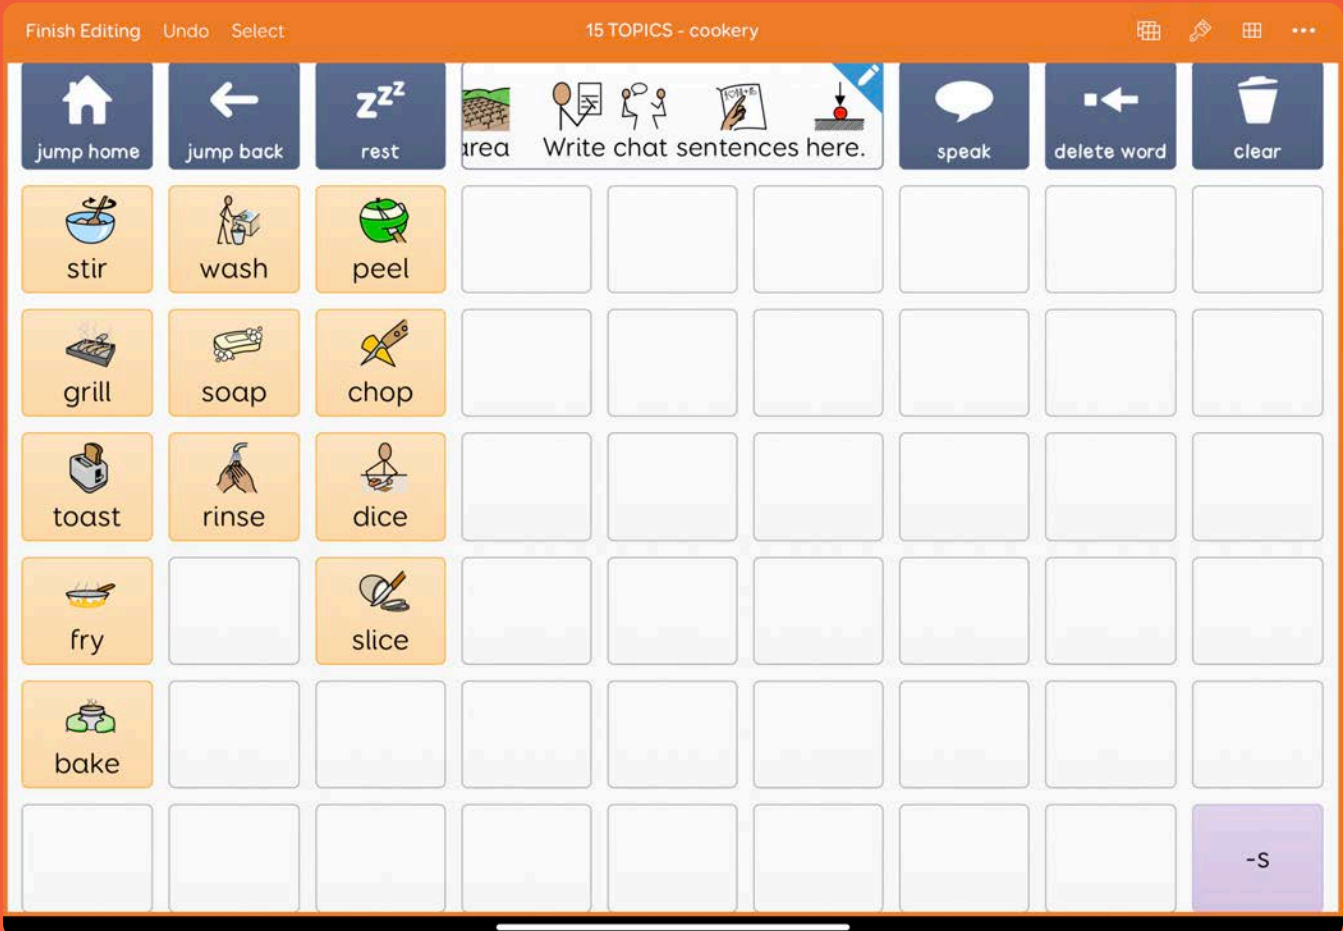 Finish Editing Undo Select 15 TOPICS - cookery
jump home jump back rest area Write chat sentences here. speak delete word clear
stir wash peel
grill soap chop
toast rinse dice
fry slice
bake
-s